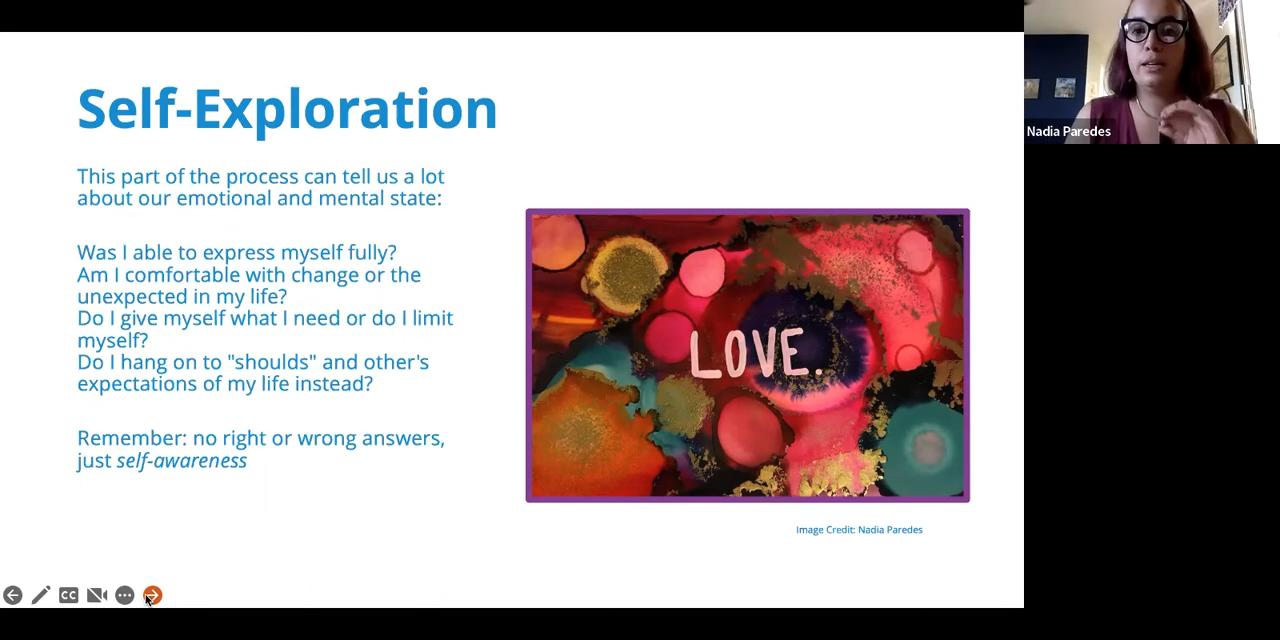 Self-Exploration
This part of the process can tell us a lot
about our emotional and mental state:
Was I able to express myself fully?
Am I comfortable with change or the
unexpected in my life?
Do I give myself what I need or do I limit
myself?
Do I hang on to "shoulds" and other's
expectations of my life instead?
Remember: no right or wrong answers,
just self-awareness
LOVE.
Image Credit: Nadia Paredes
CC
Nadia Paredes